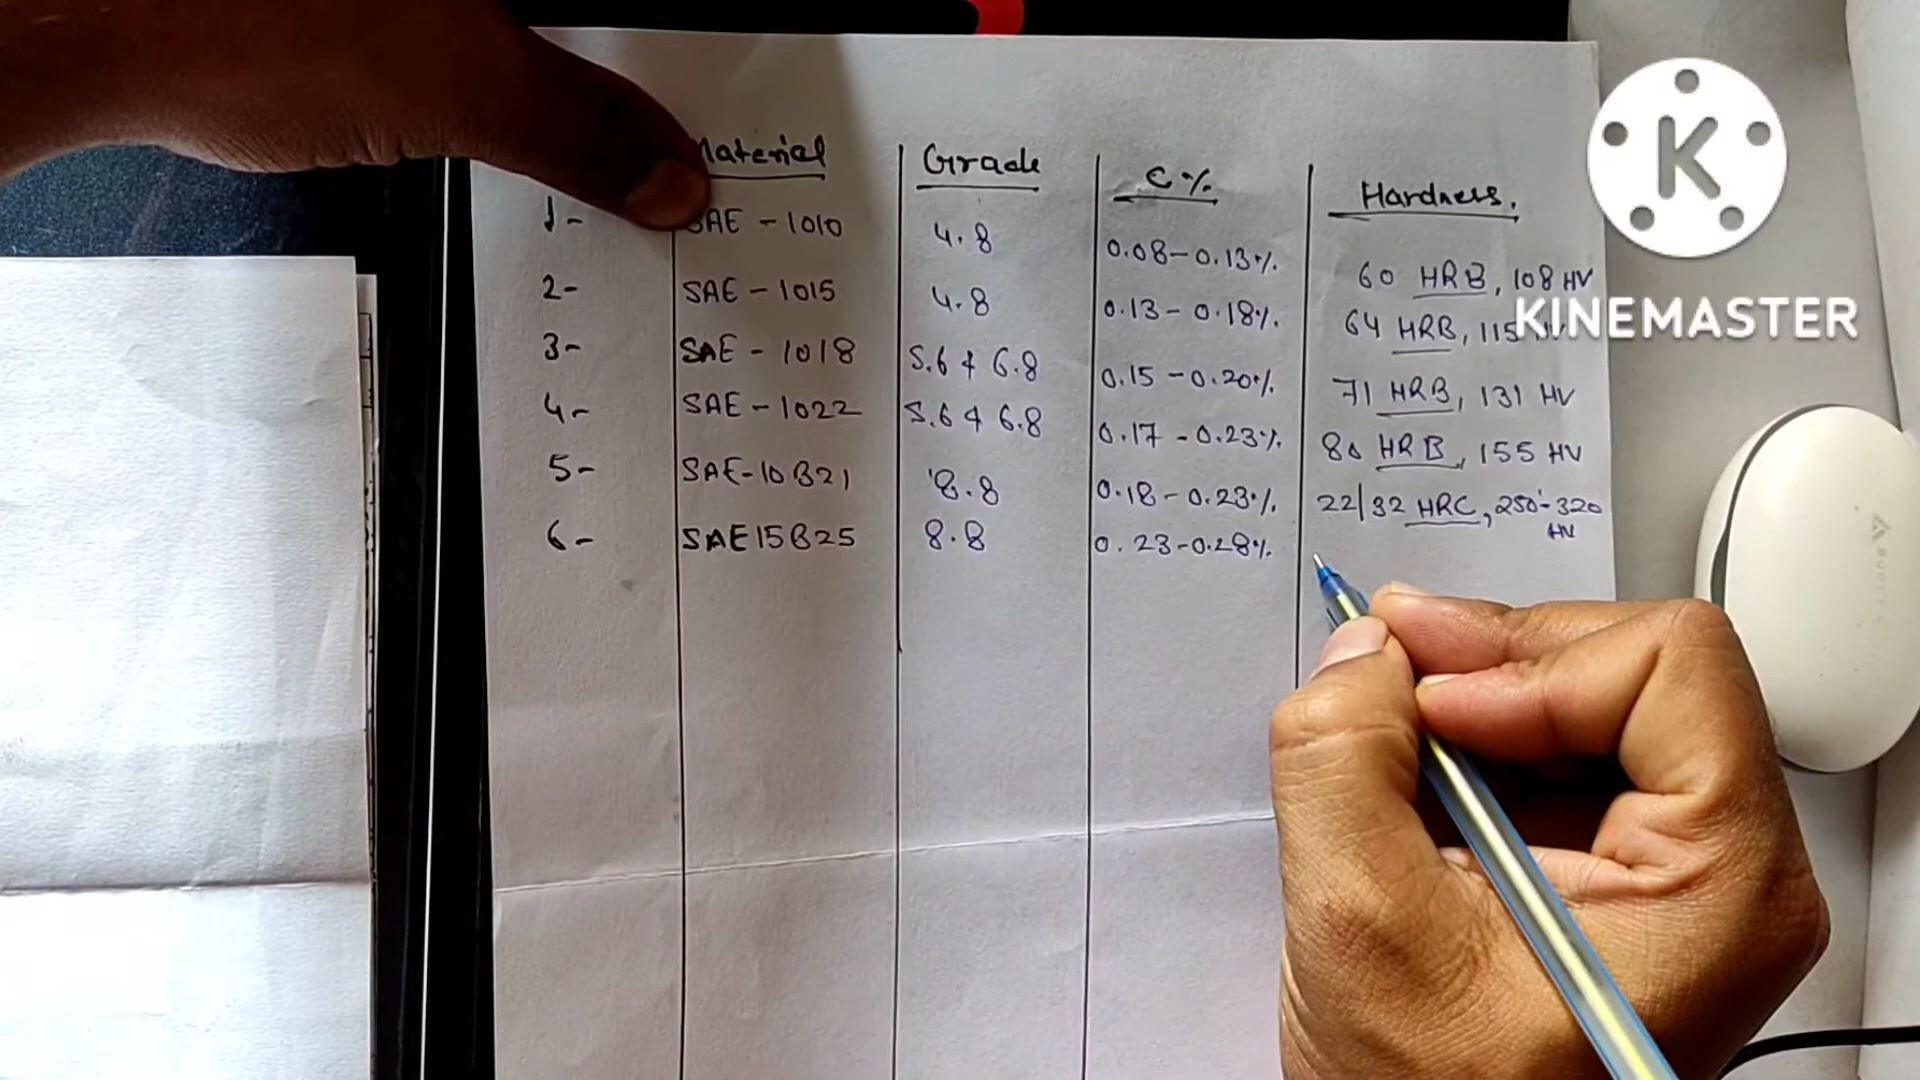 Material Grade C% Hardness.
1- SAE - 1010 4.8 0.08-0.13% 60 HRB, 108 HV
2- SAE - 1015 4.8 0.13-0.18% 64 HRB, 115
3- SAE - 1018 5.6 & 6.8 0.15-0.20% 71 HRB, 131 HV
4- SAE - 1022 5.6 & 6.8 0.17-0.23% 80 HRB, 155 HV
5- SAE-10B21 8.8 0.18-0.23% 22/32 HRC, 250-320
HV
6- SAE15B25 8.8 0.23-0.28%
K
KINEMASTER